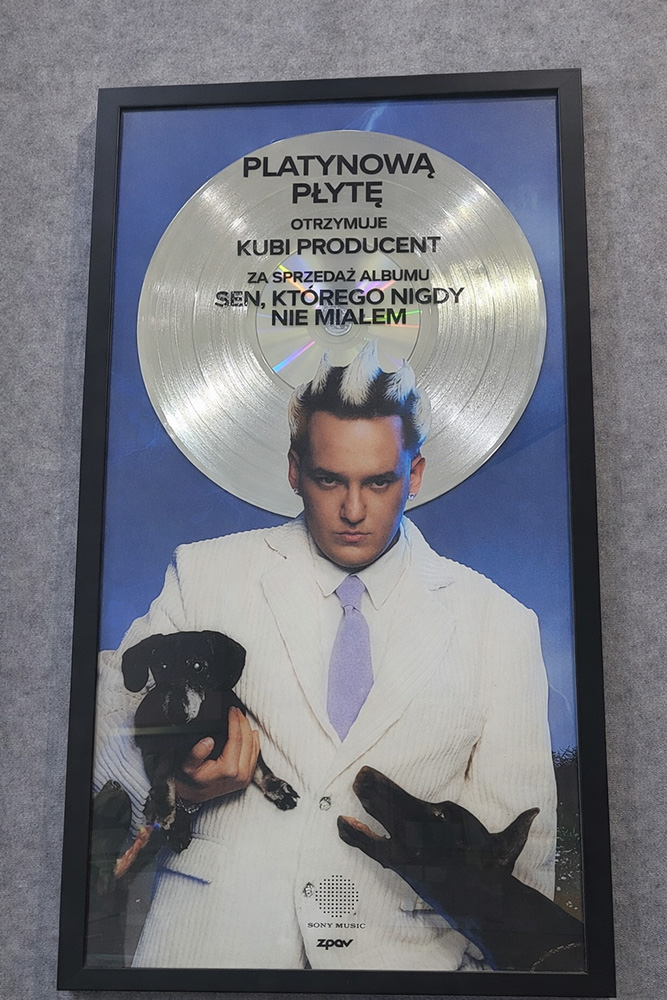 PLATYNOWĄ
PŁYTĘ
OTRZYMUJE
KUBI PRODUCENT
ZA SPRZEDAŻ ALBUMU
SEN, KTÓREGO NIGDY
NIE MIAŁEM
SONY MUSIC
zpav